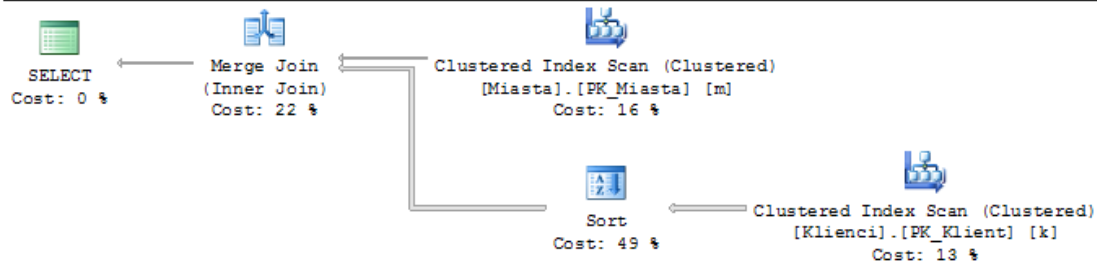 SELECT
Cost: 0 %
Merge Join
(Inner Join)
Cost: 22 %
Clustered Index Scan (Clustered)
[Miasta].[PK_Miasta] [m]
Cost: 16 %
Sort
Cost: 49 %
Clustered Index Scan (Clustered)
[Klienci].[PK_Klient] [k]
Cost: 13 %